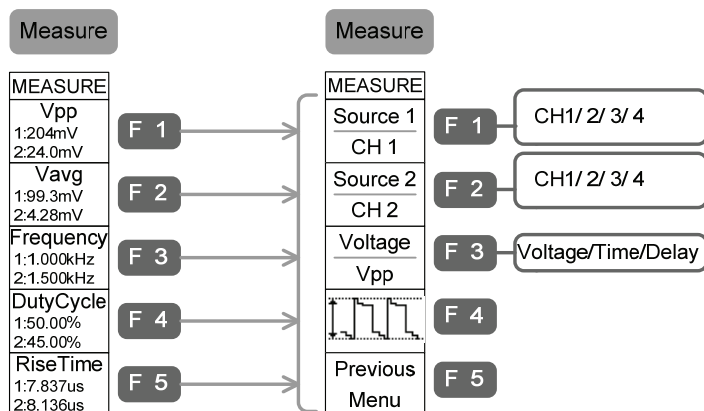 Measure
MEASURE
Vpp
1:204mV
2:24.0mV
F 1
Vavg
1:99.3mV
2:4.28mV
F 2
Frequency
1:1.000kHz
2:1.500kHz
F 3
DutyCycle
1:50.00%
2:45.00%
F 4
RiseTime
1:7.837us
2:8.136us
F 5
Measure
MEASURE
Source 1
CH 1
F 1
CH1/ 2/ 3/ 4
Source 2
CH 2
F 2
CH1/ 2/ 3/ 4
Voltage
Vpp
F 3
Voltage/Time/Delay
F 4
Previous
Menu
F 5